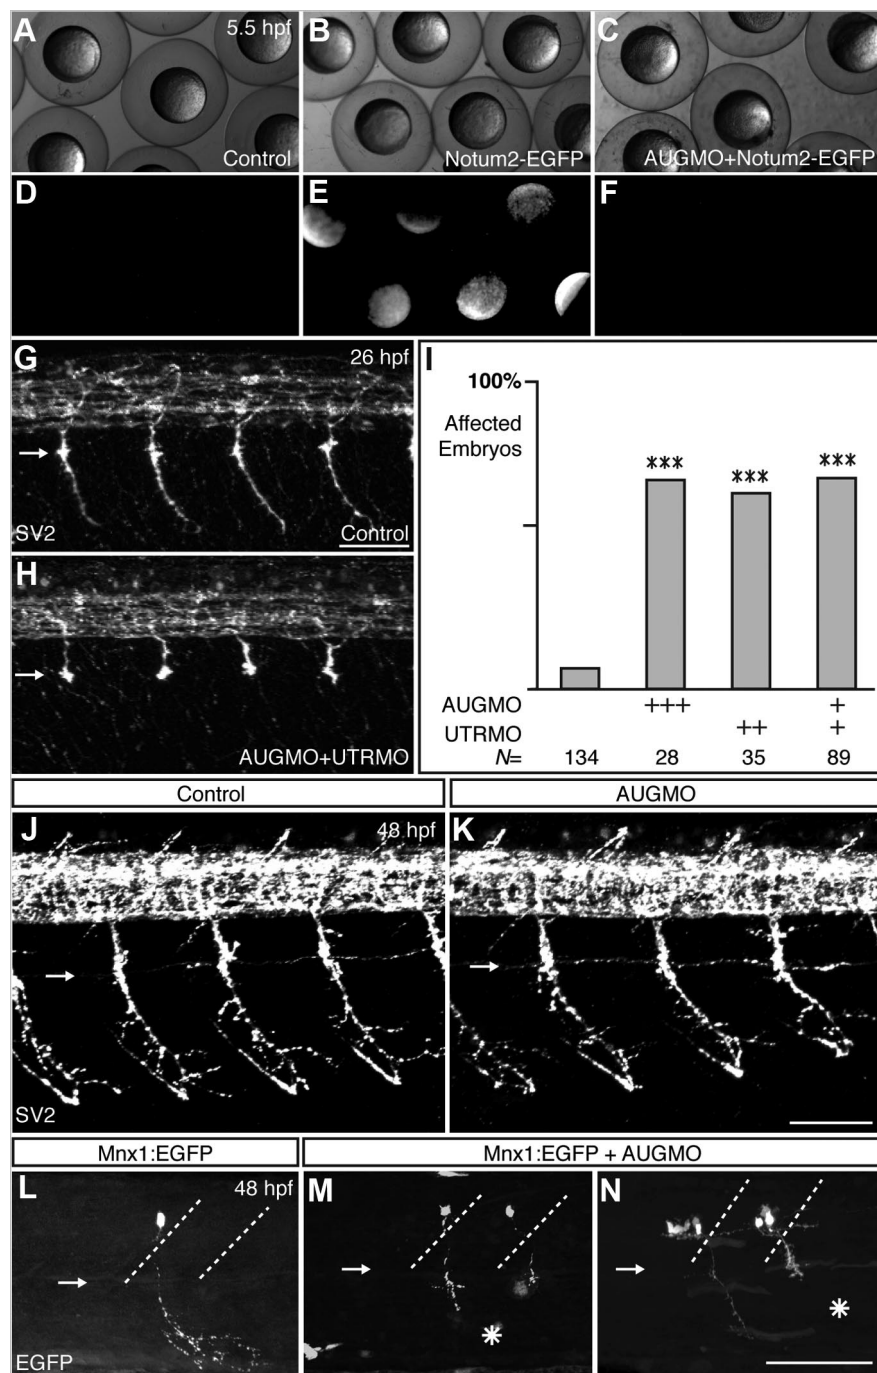 A 5.5 hpf B C
Control Notum2-EGFP AUGMO+Notum2-EGFP
D E F
G 26 hpf
SV2 Control
H
AUGMO+UTRMO
I
100%
Affected
Embryos
*** *** ***
AUGMO +++ +
UTRMO ++ +
N= 134 28 35 89
Control AUGMO
J 48 hpf K
SV2
Mnx1:EGFP Mnx1:EGFP + AUGMO
L 48 hpf M N
* *
EGFP